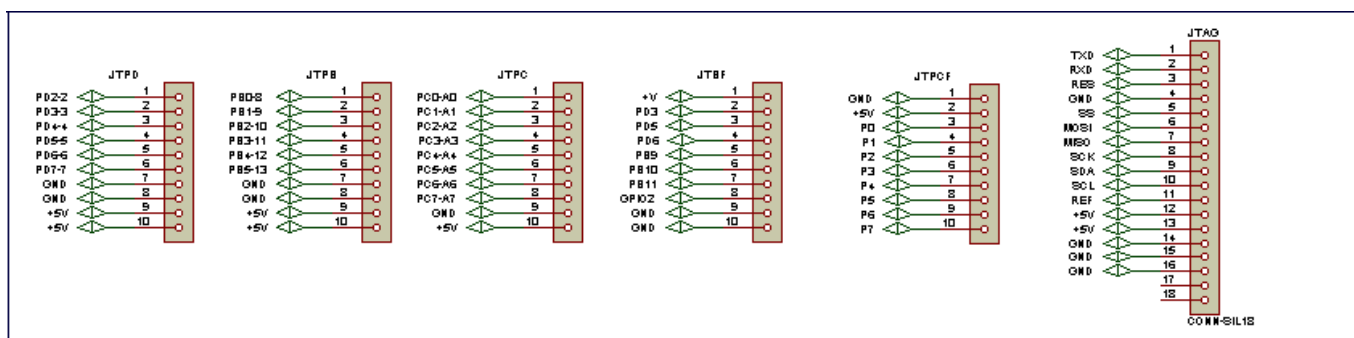 JTPD
PD2-2 1
PD3-3 2
PD4-4 3
PD5-5 4
PD6-6 5
PD7-7 6
GND 7
GND 8
+5V 9
+5V 10
JTPB
PB0-8 1
PB1-9 2
PB2-10 3
PB3-11 4
PB4-12 5
PB5-13 6
GND 7
GND 8
+5V 9
+5V 10
JTPC
PC0-A0 1
PC1-A1 2
PC2-A2 3
PC3-A3 4
PC4-A4 5
PC5-A5 6
PC6-A6 7
PC7-A7 8
GND 9
+5V 10
JTBF
+V 1
PD3 2
PD5 3
PD6 4
PB9 5
PB10 6
PB11 7
GPIO2 8
GND 9
GND 10
JTPCF
GND 1
+5V 2
P0 3
P1 4
P2 5
P3 6
P4 7
P5 8
P6 9
P7 10
JTAG
TXD 1
RXD 2
RES 3
GND 4
SS 5
MOSI 6
MISO 7
SCK 8
SDA 9
SCL 10
REF 11
+5V 12
+5V 13
GND 14
GND 15
GND 16
17
18
CONN-SIL18